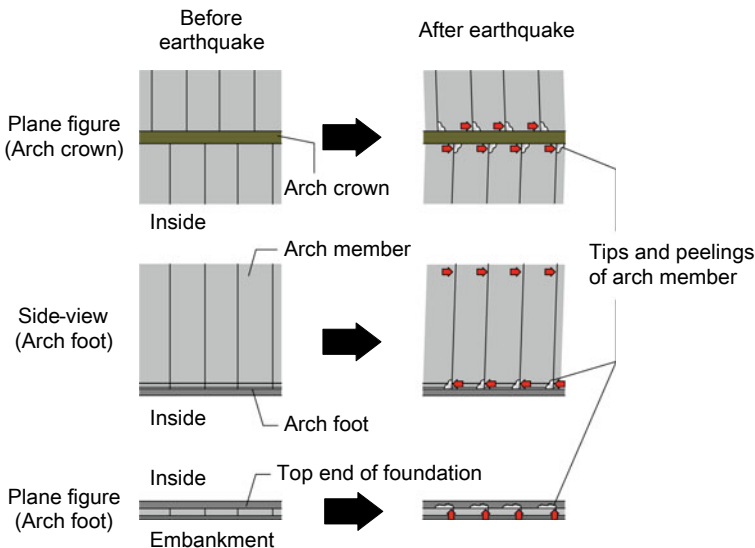 Before
earthquake
After earthquake
Plane figure
(Arch crown)
Arch crown
Inside
Arch member
Tips and peelings
of arch member
Side-view
(Arch foot)
Inside
Arch foot
Top end of foundation
Inside
Plane figure
(Arch foot)
Embankment